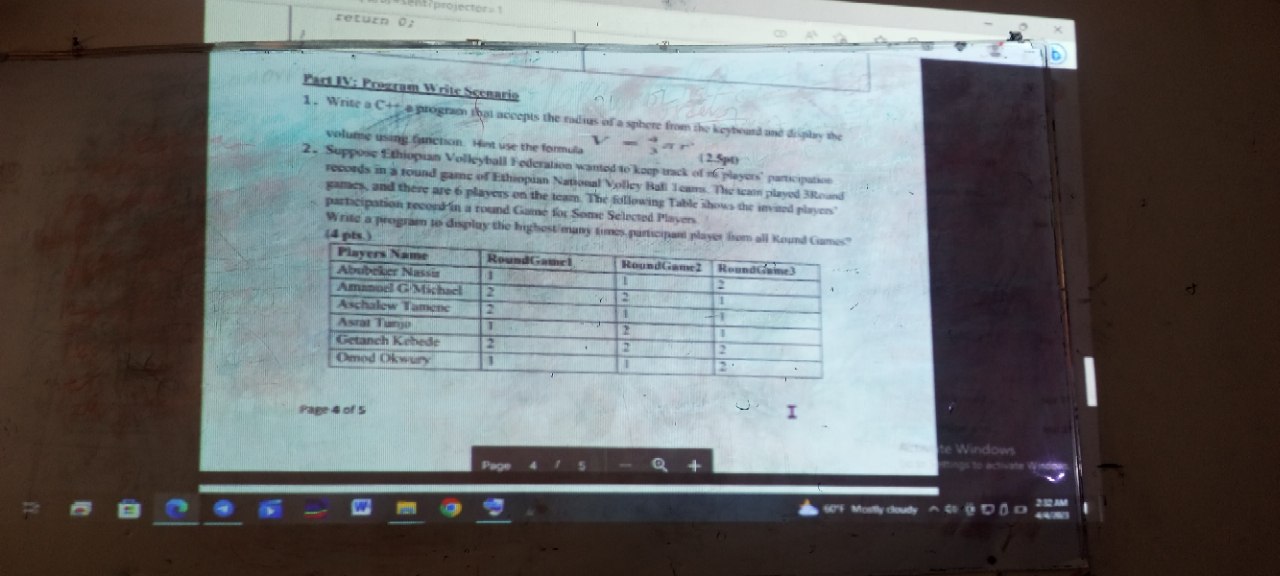 return 0;
Part IV: Program Write Scenario
1. Write a C++ a program that accepts the radius of a sphere from the keyboard and display the
volume using function. Hint use the formula V = 4/3 π r (2.5pts)
2. Suppose Ethiopian Volleyball Federation wanted to keep track of players' participation
records in a round game of Ethiopian National Volley Ball Teams. The team played 3Round
games, and there are 6 players on the team. The following Table shows the invited players'
participation record in a round Game for Some Selected Players
Write a program to display the highest many times participant player from all Round Games?
(4 pts.)
Players Name RoundGame1 RoundGame2 RoundGame3
Abubeker Nassir 1 1 2
Amanuel G/Michael 2 2 1
Aschalew Tamene 2 1 1
Asrat Tunjo 1 2 1
Getaneh Kebede 2 2 2
Omod Okwury 1 1 2
Page 4 of 5
Page 4 / 5
Activate Windows
settings to activate Windows
60°F Mostly cloudy
2:32 AM
4/4/2023